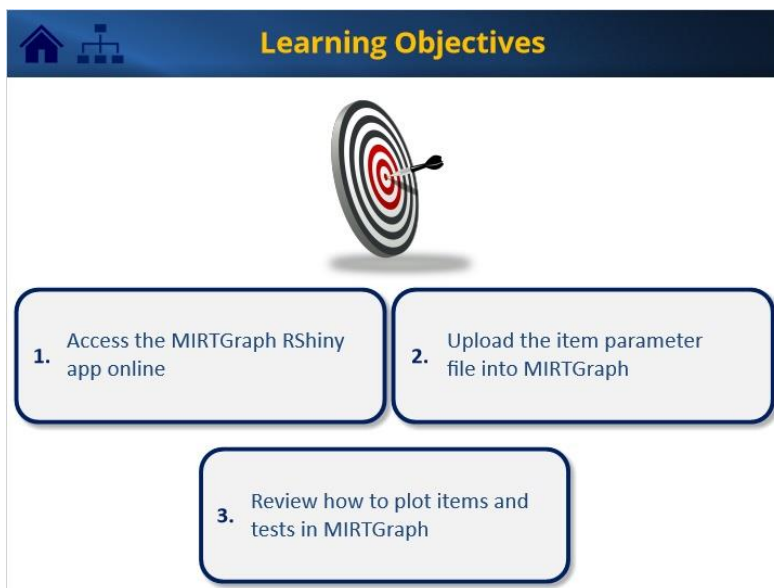 Learning Objectives
1. Access the MIRTGraph RShiny
app online
2. Upload the item parameter
file into MIRTGraph
3. Review how to plot items and
tests in MIRTGraph